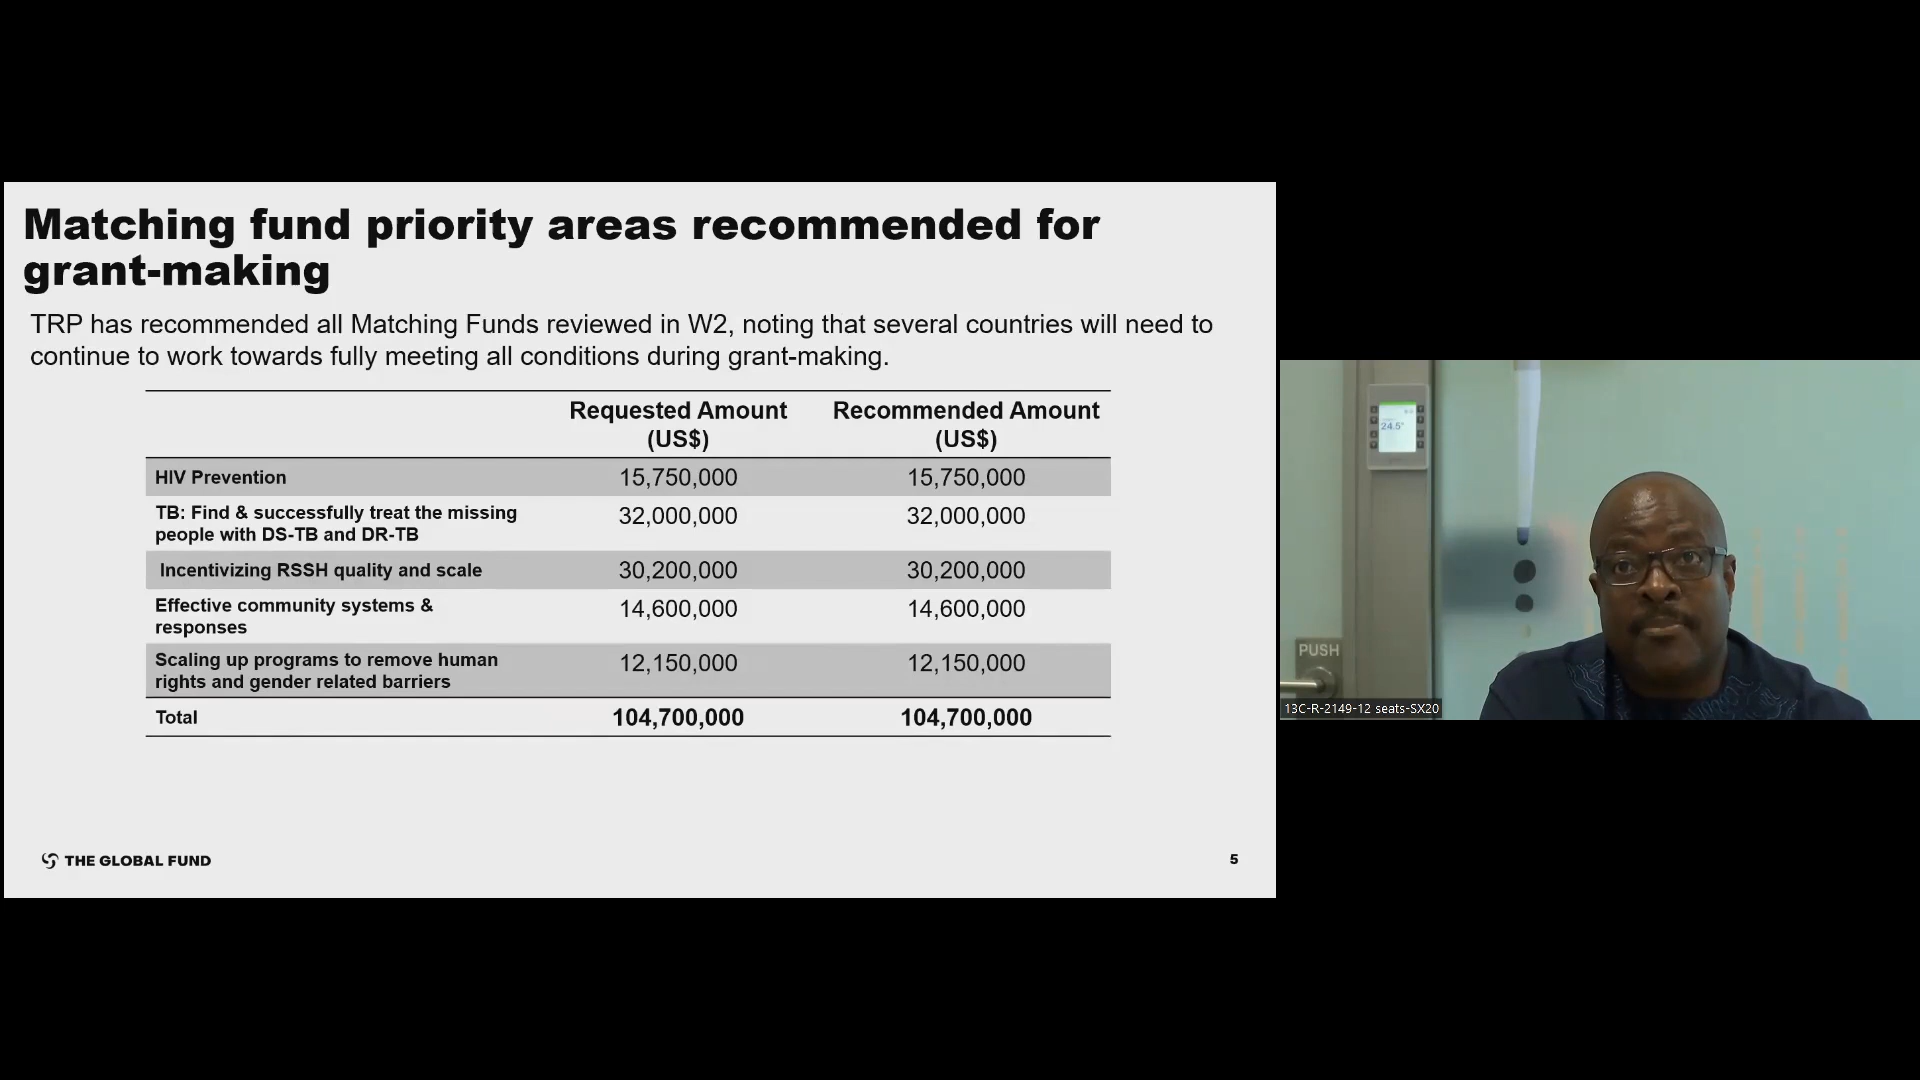 Matching fund priority areas recommended for
grant-making
TRP has recommended all Matching Funds reviewed in W2, noting that several countries will need to
continue to work towards fully meeting all conditions during grant-making.
Requested Amount Recommended Amount
(US$) (US$)
HIV Prevention 15,750,000 15,750,000
TB: Find & successfully treat the missing 32,000,000 32,000,000
people with DS-TB and DR-TB
Incentivizing RSSH quality and scale 30,200,000 30,200,000
Effective community systems & 14,600,000 14,600,000
responses
Scaling up programs to remove human 12,150,000 12,150,000
rights and gender related barriers
Total 104,700,000 104,700,000
THE GLOBAL FUND 5
24.5°
PUSH
13C-R-2149-12 seats-SX20